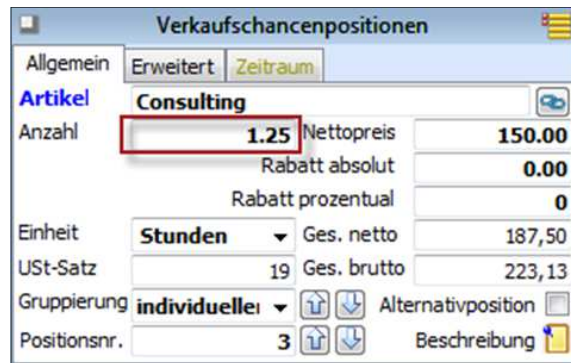 Verkaufschancenpositionen
Allgemein Erweitert Zeitraum
Artikel Consulting
Anzahl 1.25 Nettopreis 150.00
Rabatt absolut 0.00
Rabatt prozentual 0
Einheit Stunden Ges. netto 187,50
USt-Satz 19 Ges. brutto 223,13
Gruppierung individueller Alternativposition
Positionsnr. 3 Beschreibung